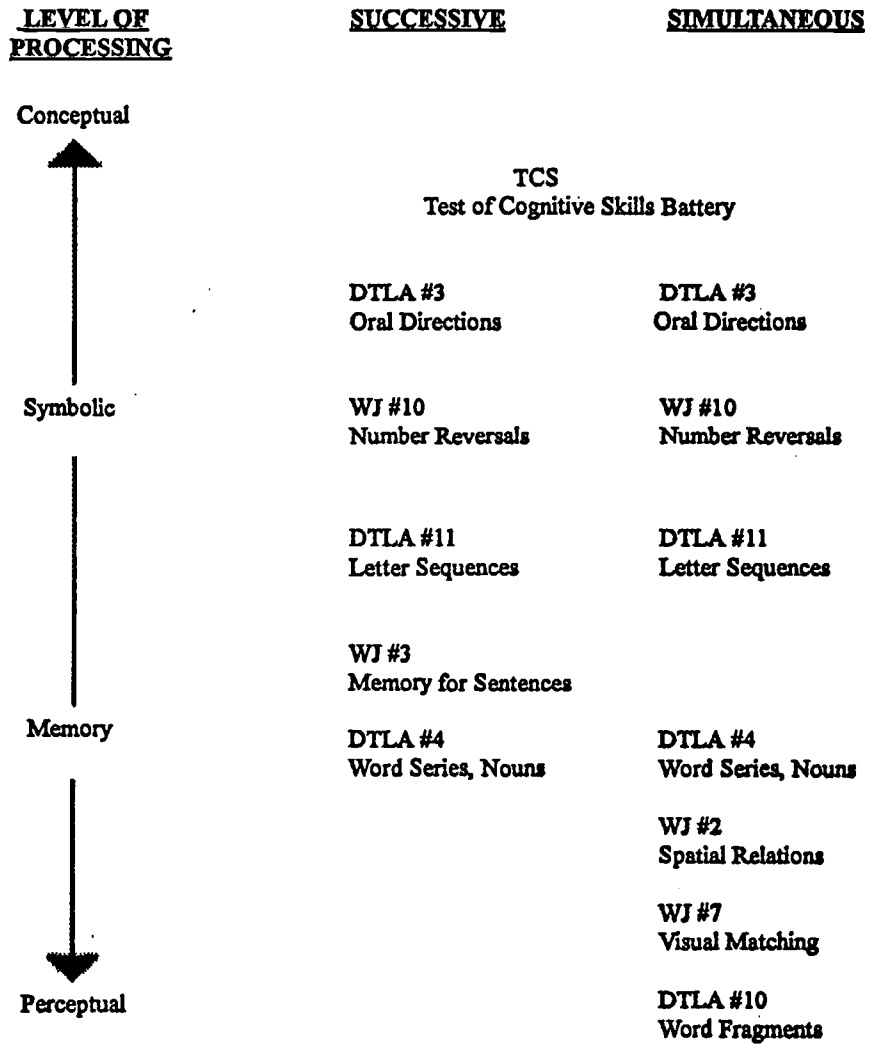 LEVEL OF SUCCESSIVE SIMULTANEOUS
PROCESSING
Conceptual
TCS
Test of Cognitive Skills Battery
DTLA #3 DTLA #3
Oral Directions Oral Directions
Symbolic WJ #10 WJ #10
Number Reversals Number Reversals
DTLA #11 DTLA #11
Letter Sequences Letter Sequences
WJ #3
Memory for Sentences
Memory DTLA #4 DTLA #4
Word Series, Nouns Word Series, Nouns
WJ #2
Spatial Relations
WJ #7
Visual Matching
Perceptual DTLA #10
Word Fragments